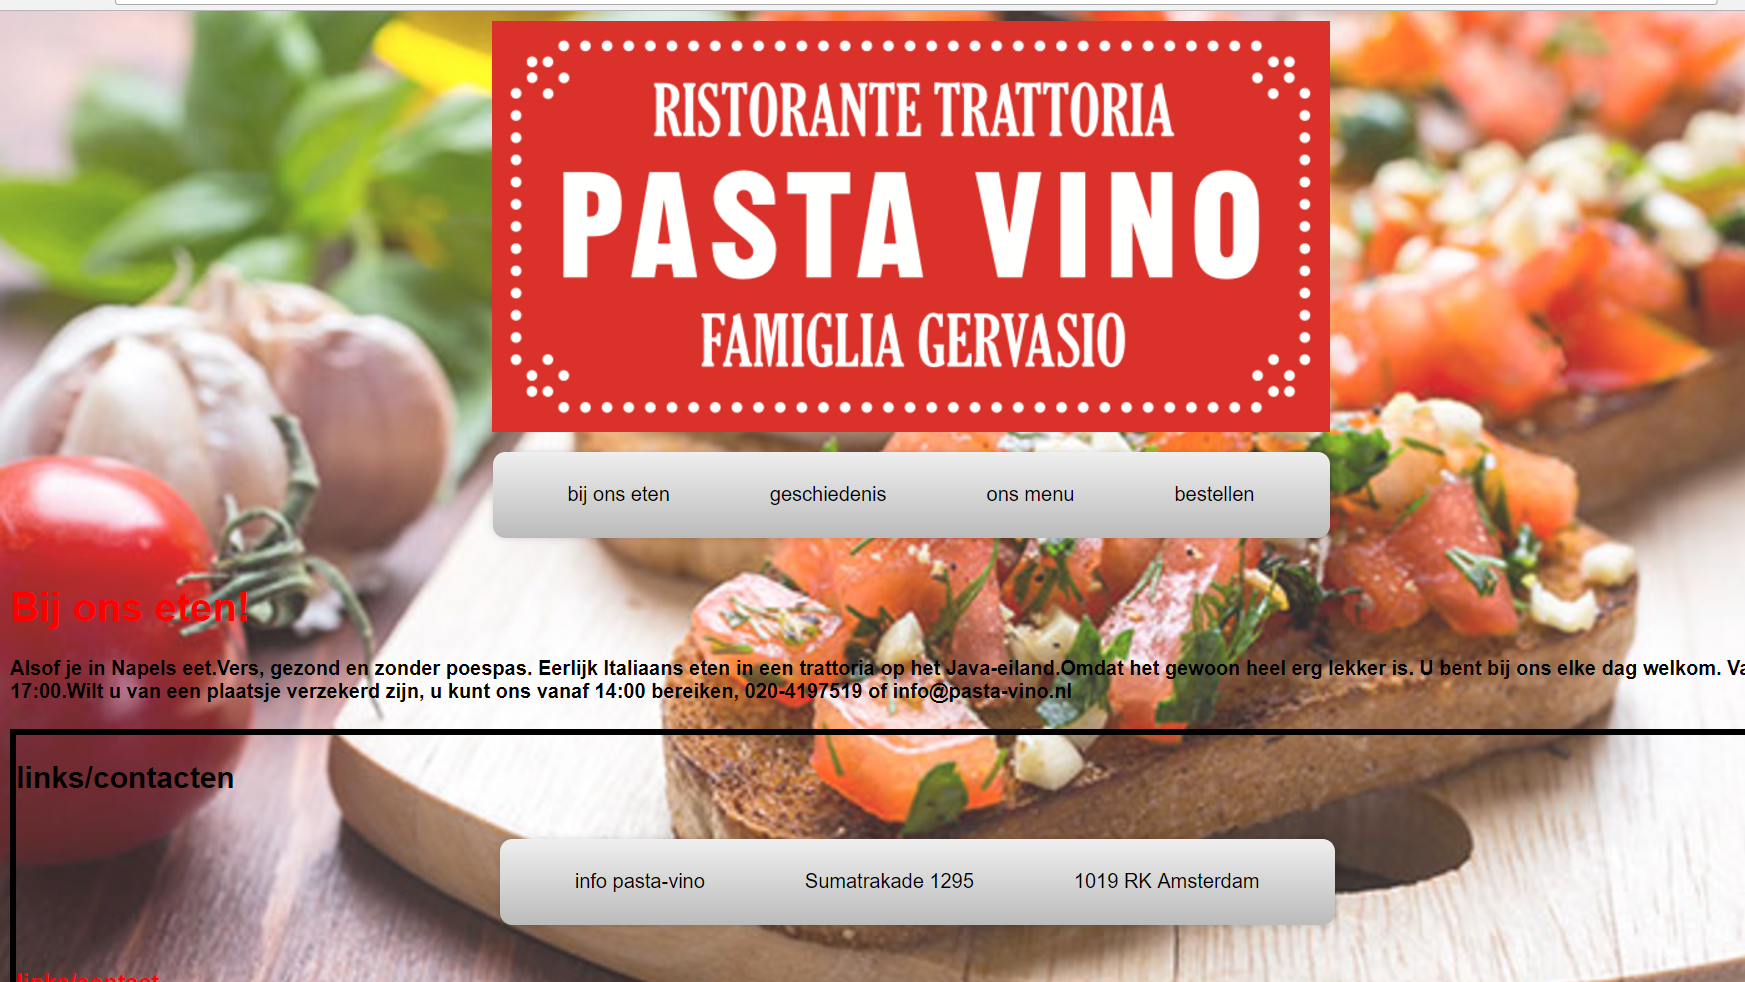 RISTORANTE TRATTORIA
PASTA VINO
FAMIGLIA GERVASIO
bij ons eten geschiedenis ons menu bestellen
Bij ons eten!
Alsof je in Napels eet.Vers, gezond en zonder poespas. Eerlijk Italiaans eten in een trattoria op het Java-eiland.Omdat het gewoon heel erg lekker is. U bent bij ons elke dag welkom.
17:00.Wilt u van een plaatsje verzekerd zijn, u kunt ons vanaf 14:00 bereiken, 020-4197519 of info@pasta-vino.nl
links/contacten
info pasta-vino Sumatrakade 1295 1019 RK Amsterdam
links/contact